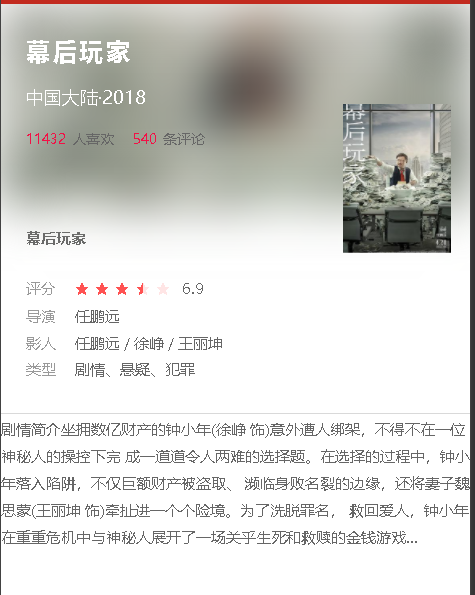 幕后玩家
中国大陆·2018
11432 人喜欢 540 条评论
幕后玩家
幕后玩家
评分 6.9
导演 任鹏远
影人 任鹏远 / 徐峥 / 王丽坤
类型 剧情、悬疑、犯罪
剧情简介坐拥数亿财产的钟小年(徐峥 饰)意外遭人绑架，不得不在一位
神秘人的操控下完 成一道道令人两难的选择题。在选择的过程中，钟小
年落入陷阱，不仅巨额财产被盗取、 濒临身败名裂的边缘，还将妻子魏
思蒙(王丽坤 饰)牵扯进一个个险境。为了洗脱罪名， 救回爱人，钟小年
在重重危机中与神秘人展开了一场关乎生死和救赎的金钱游戏...